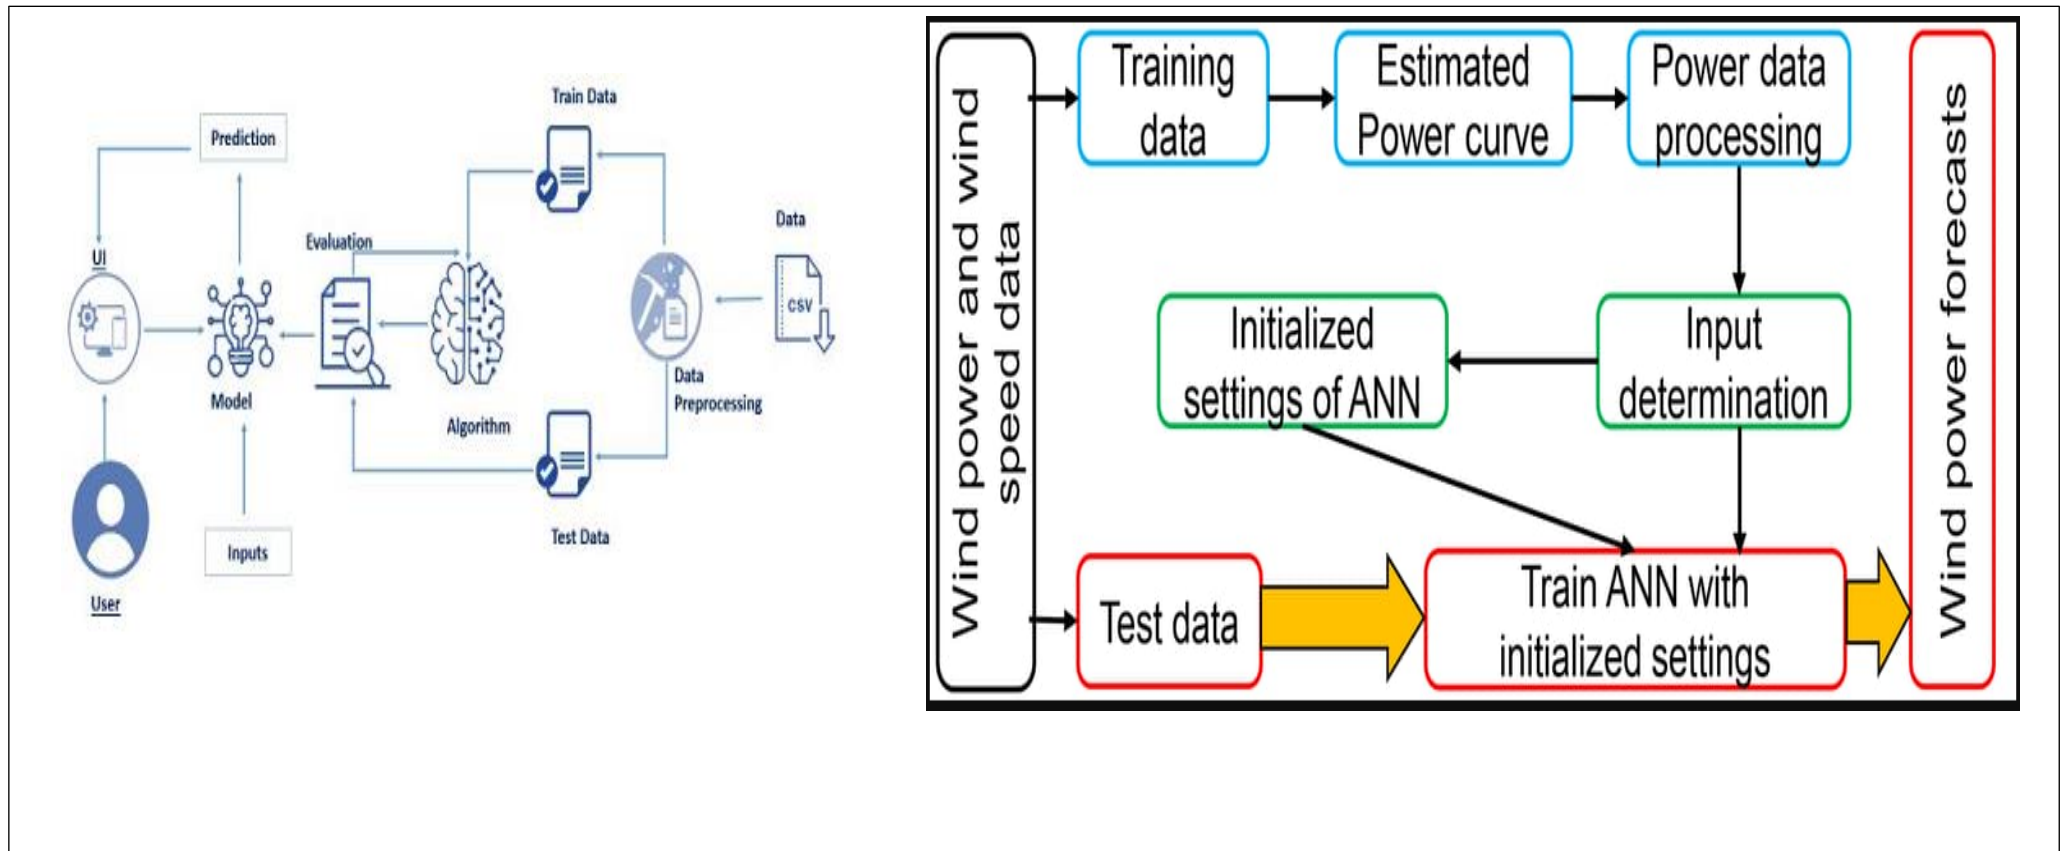 Train Data
Prediction
Data
Evaluation
UI
CSV
Data
Preprocessing
Model
Algorithm
Test Data
Inputs
User
Wind power and wind
speed data
Training
data
Estimated
Power curve
Power data
processing
Initialized
settings of ANN
Input
determination
Test data
Train ANN with
initialized settings
Wind power forecasts